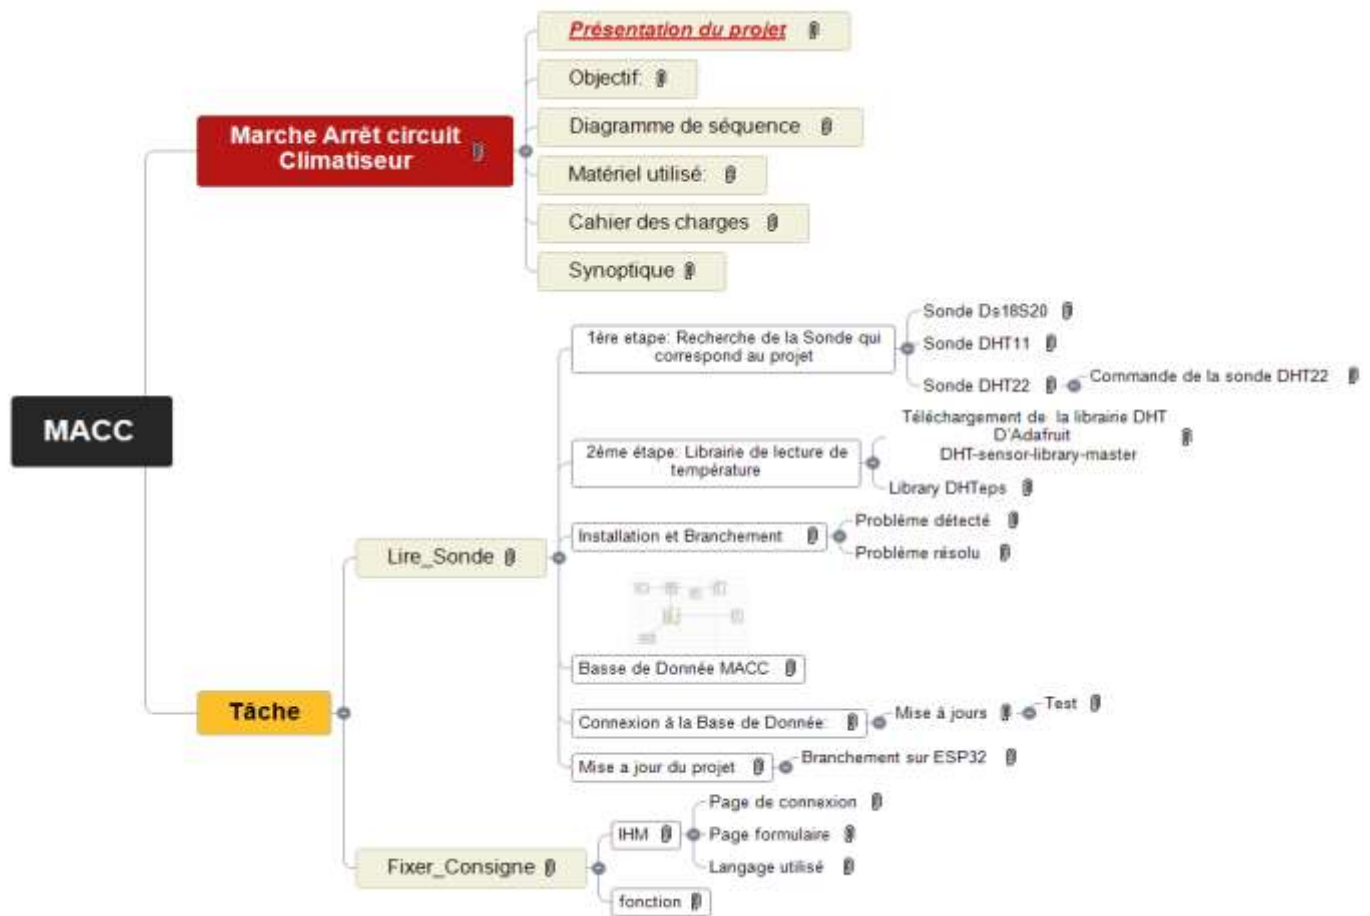 Présentation du projet
Objectif:
Marche Arrêt circuit
Climatiseur
Diagramme de séquence
Matériel utilisé:
Cahier des charges
Synoptique
MACC
Tâche
Lire_Sonde
1ère etape: Recherche de la Sonde qui
correspond au projet
Sonde Ds18S20
Sonde DHT11
Sonde DHT22
Commande de la sonde DHT22
2ème étape: Librairie de lecture de
température
Téléchargement de la librairie DHT
D'Adafruit
DHT-sensor-library-master
Library DHTeps
Installation et Branchement
Problème détecté
Problème résolu
Basse de Donnée MACC
Connexion à la Base de Donnée:
Mise à jours
Test
Mise a jour du projet
Branchement sur ESP32
Fixer_Consigne
IHM
Page de connexion
Page formulaire
Langage utilisé
fonction